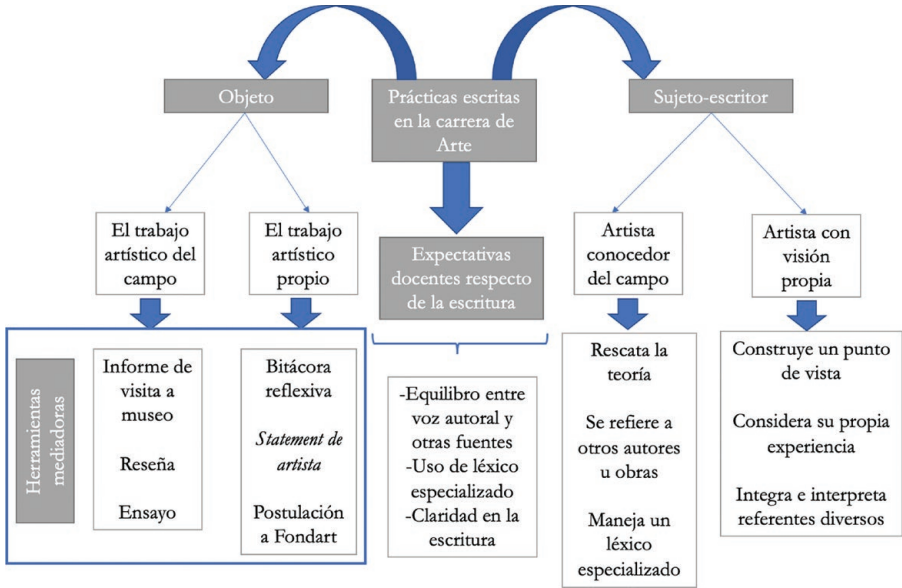 Objeto
Prácticas escritas
en la carrera de
Arte
Sujeto-escritor
El trabajo
artístico del
campo
El trabajo
artístico
propio
Expectativas
docentes respecto
de la escritura
Artista
conocedor
del campo
Artista con
visión
propia
Herramientas
mediadoras
Informe de
visita a
museo
Reseña
Ensayo
Bitácora
reflexiva
Statement de
artista
Postulación
a Fondart
-Equilibro entre
voz autoral y
otras fuentes
-Uso de léxico
especializado
-Claridad en la
escritura
Rescata la
teoría
Se refiere a
otros autores
u obras
Maneja un
léxico
especializado
Construye un punto
de vista
Considera su propia
experiencia
Integra e interpreta
referentes diversos